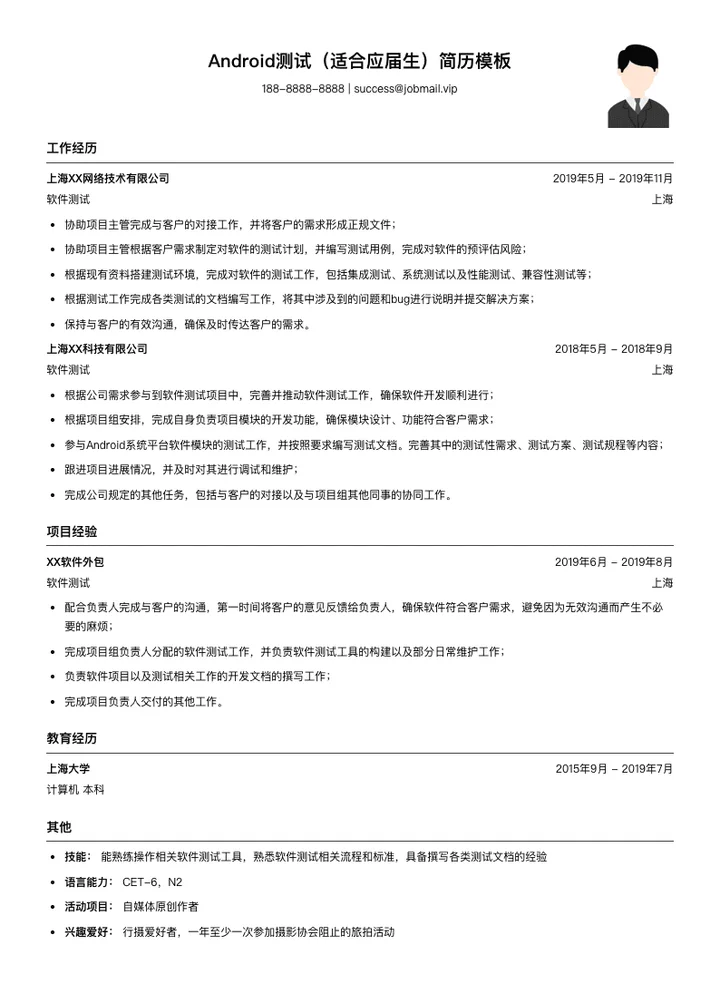 Android测试（适合应届生）简历模板
188-8888-8888 | success@jobmail.vip
工作经历
上海XX网络技术有限公司 2019年5月 - 2019年11月
软件测试 上海
• 协助项目主管完成与客户的对接工作，并将客户的需求形成正规文件；
• 协助项目主管根据客户需求制定对软件的测试计划，并编写测试用例，完成对软件的预评估风险；
• 根据现有资料搭建测试环境，完成对软件的测试工作，包括集成测试、系统测试以及性能测试、兼容性测试等；
• 根据测试工作完成各类测试的文档编写工作，将其中涉及到的问题和bug进行说明并提交解决方案；
• 保持与客户的有效沟通，确保及时传达客户的需求。
上海XX科技有限公司 2018年5月 - 2018年9月
软件测试 上海
• 根据公司需求参与到软件测试项目中，完善并推动软件测试工作，确保软件开发顺利进行；
• 根据项目组安排，完成自身负责项目模块的开发功能，确保模块设计、功能符合客户需求；
• 参与Android系统平台软件模块的测试工作，并按照要求编写测试文档。完善其中的测试性需求、测试方案、测试规程等内容；
• 跟进项目进展情况，并及时对其进行调试和维护；
• 完成公司规定的其他任务，包括与客户的对接以及与项目组其他同事的协同工作。
项目经验
XX软件外包 2019年6月 - 2019年8月
软件测试 上海
• 配合负责人完成与客户的沟通，第一时间将客户的意见反馈给负责人，确保软件符合客户需求，避免因为无效沟通而产生不必
要的麻烦；
• 完成项目组负责人分配的软件测试工作，并负责软件测试工具的构建以及部分日常维护工作；
• 负责软件项目以及测试相关工作的开发文档的撰写工作；
• 完成项目负责人交付的其他工作。
教育经历
上海大学 2015年9月 - 2019年7月
计算机 本科
其他
• 技能： 能熟练操作相关软件测试工具，熟悉软件测试相关流程和标准，具备撰写各类测试文档的经验
• 语言能力： CET-6，N2
• 活动项目： 自媒体原创作者
• 兴趣爱好： 行摄爱好者，一年至少一次参加摄影协会阻止的旅拍活动